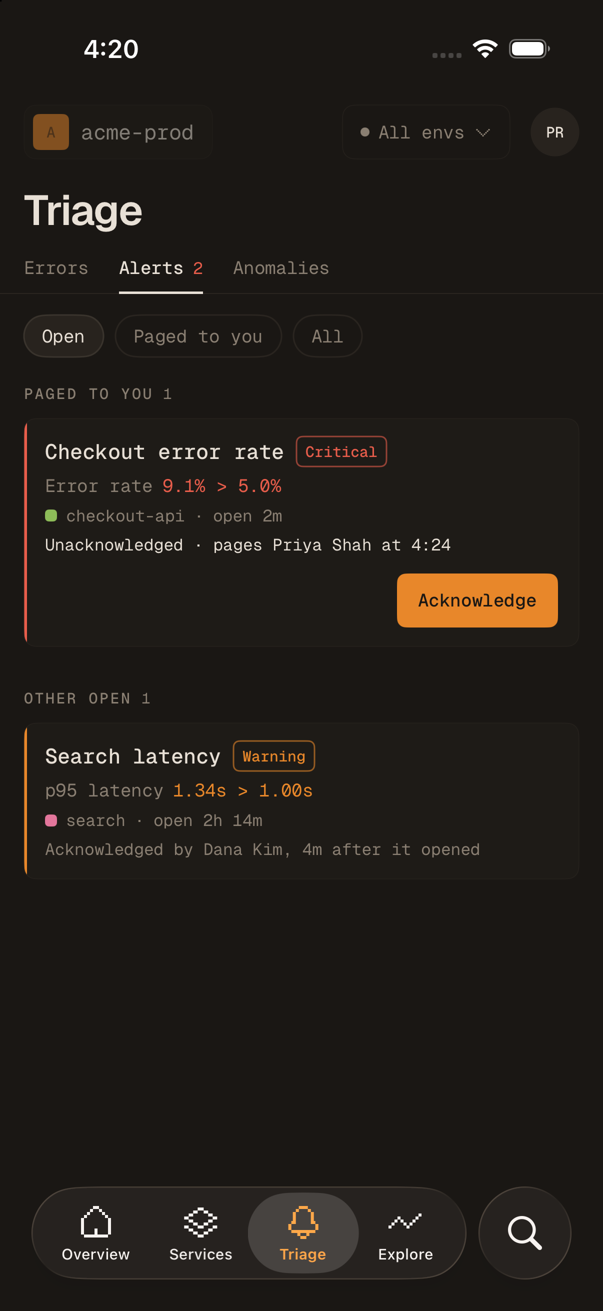 4:20
A acme-prod All envs PR
Triage
Errors Alerts 2 Anomalies
Open Paged to you All
PAGED TO YOU 1
Checkout error rate Critical
Error rate 9.1% > 5.0%
checkout-api · open 2m
Unacknowledged · pages Priya Shah at 4:24
Acknowledge
OTHER OPEN 1
Search latency Warning
p95 latency 1.34s > 1.00s
search · open 2h 14m
Acknowledged by Dana Kim, 4m after it opened
Overview Services Triage Explore